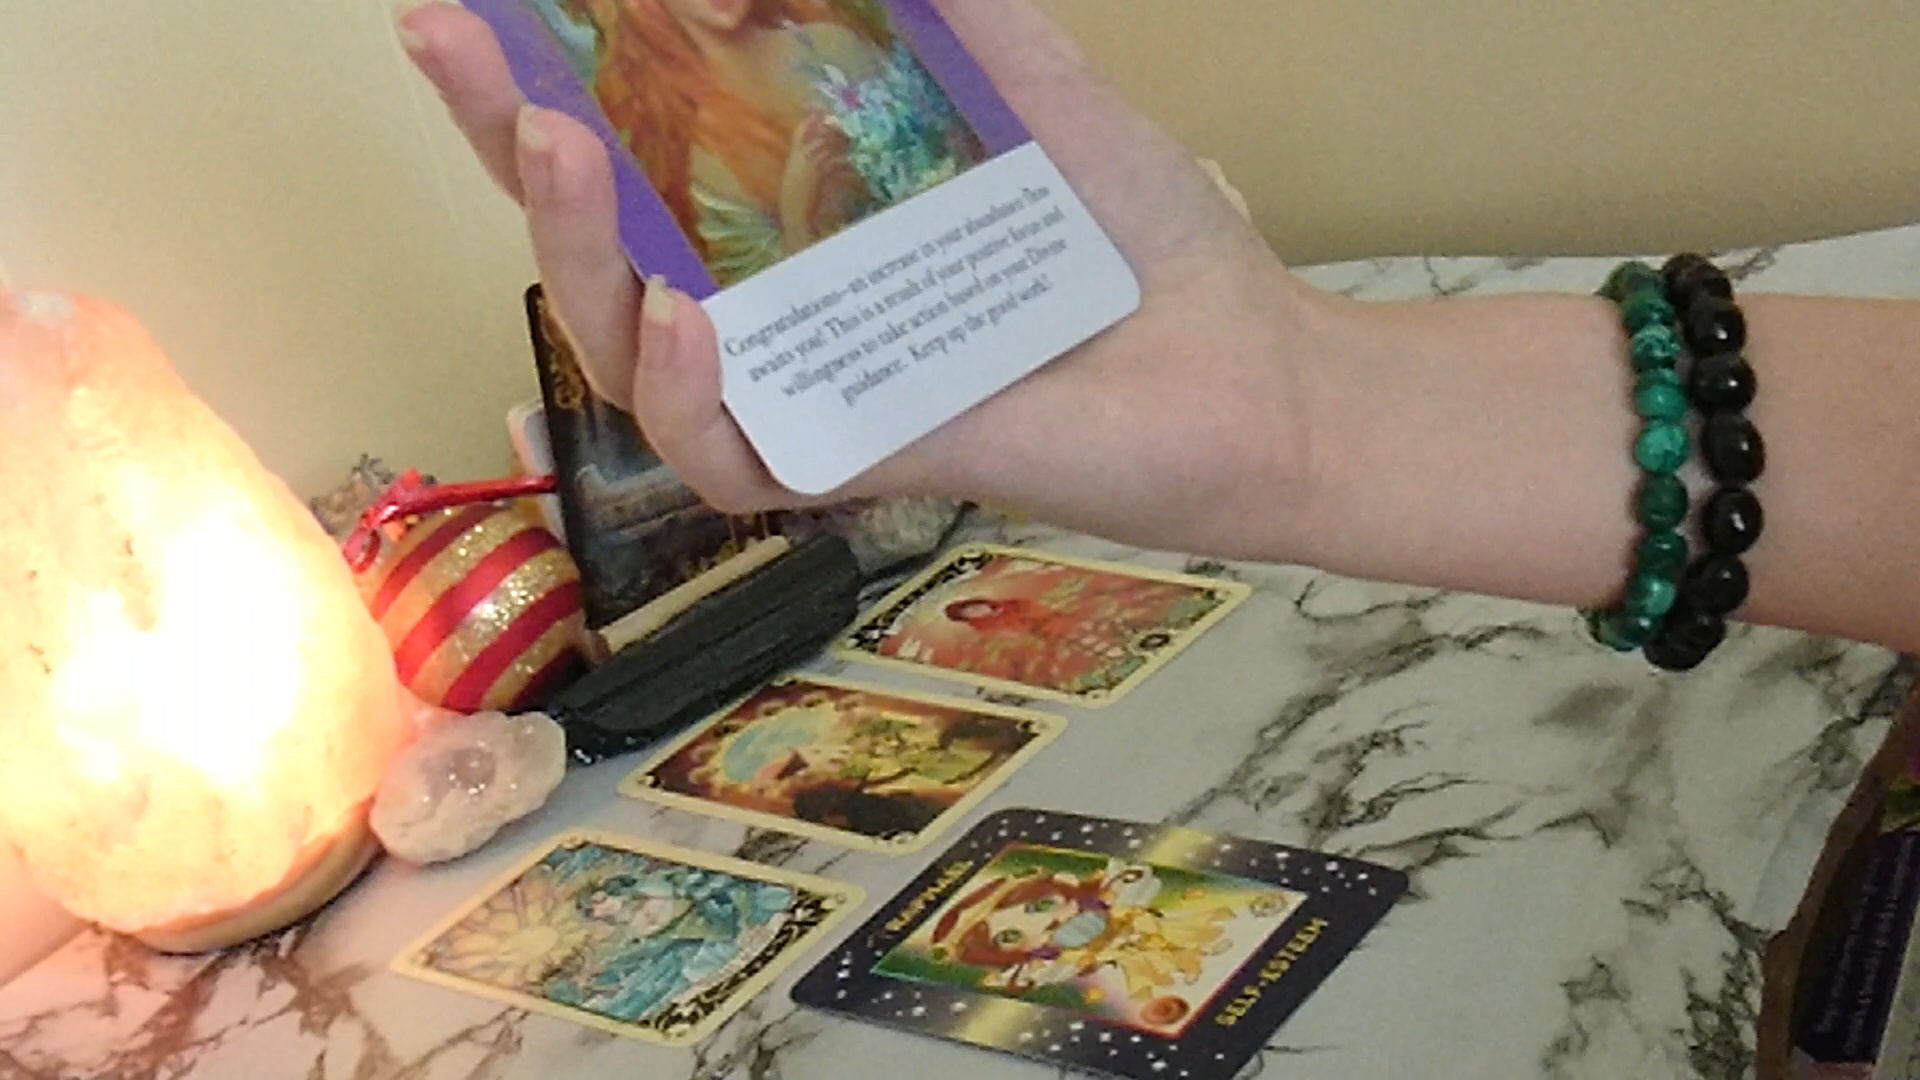 Congratulations—an increase in your abundance
awaits you! This is a result of your positive focus and
willingness to take action based on your Divine
guidance. Keep up the good work!
RAPHAEL
SELF-ESTEEM